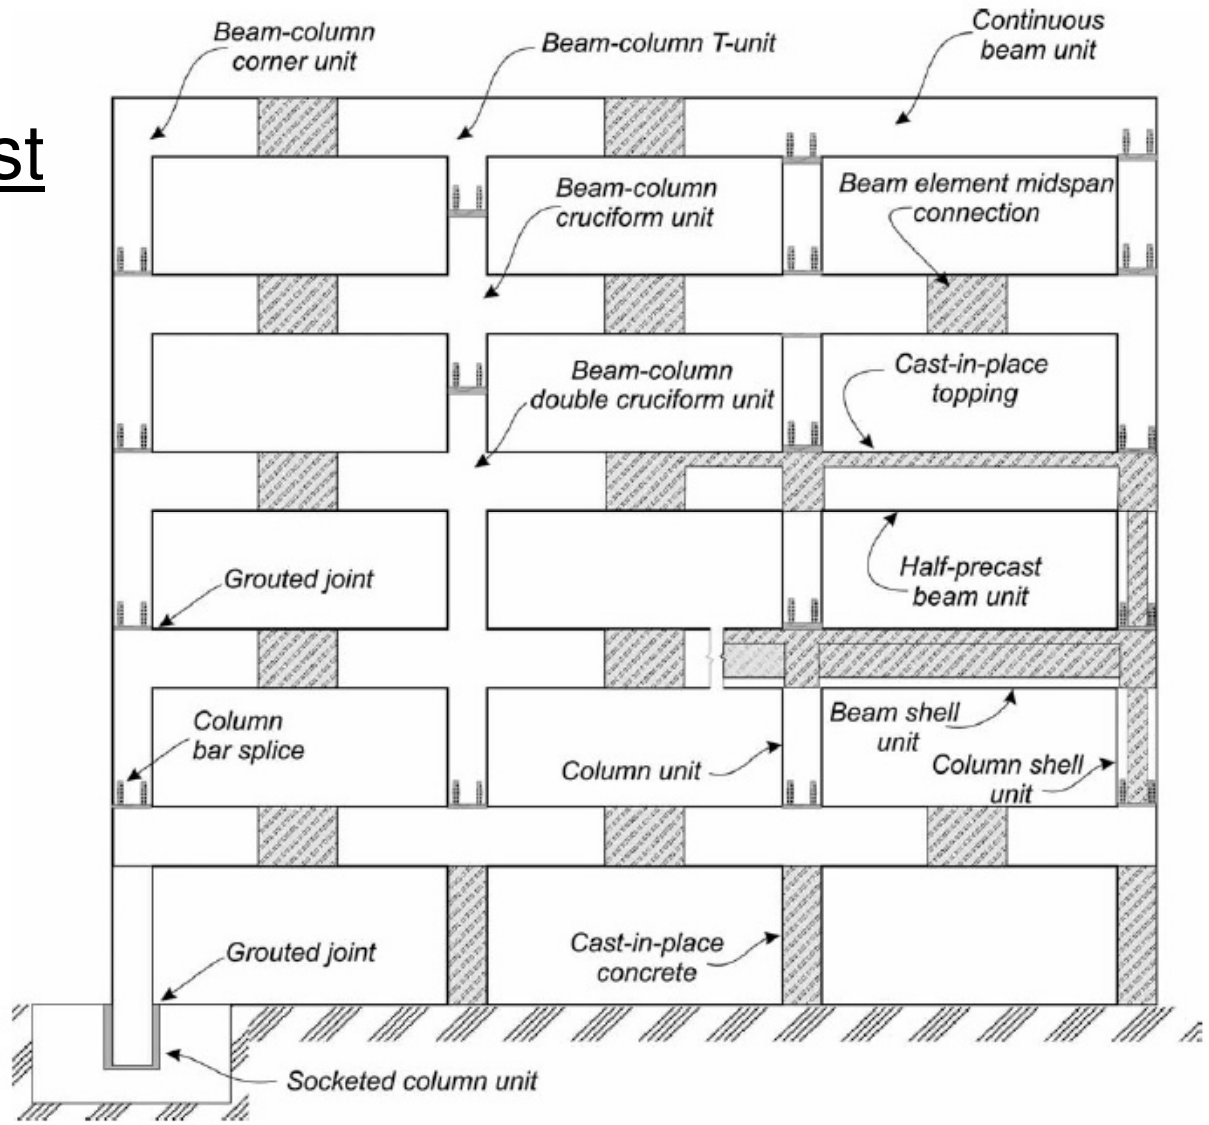 Beam-column
corner unit
Beam-column T-unit
Continuous
beam unit
st
Beam-column
cruciform unit
Beam element midspan
connection
Beam-column
double cruciform unit
Cast-in-place
topping
Grouted joint
Half-precast
beam unit
Column
bar splice
Column unit
Beam shell
unit
Column shell
unit
Cast-in-place
concrete
Grouted joint
Socketed column unit